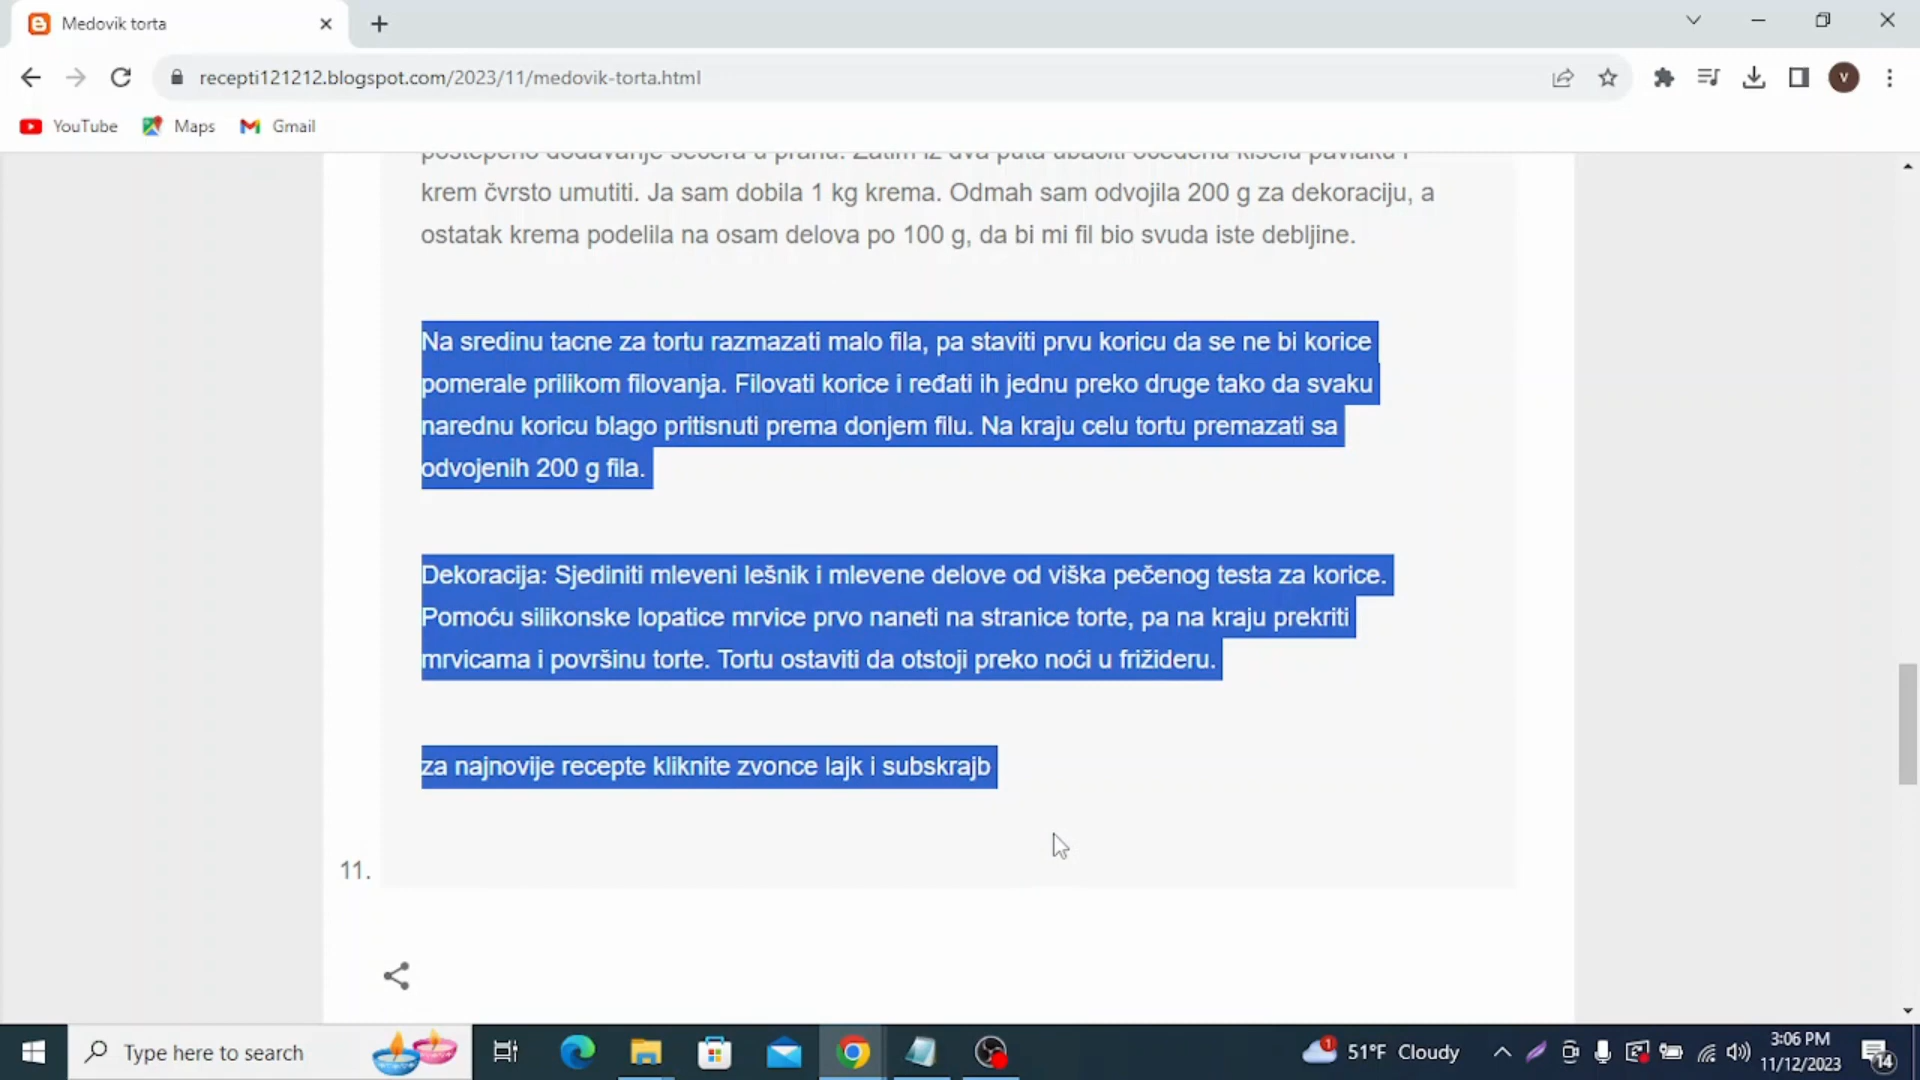 Medovik torta
recepti121212.blogspot.com/2023/11/medovik-torta.html
V
YouTube
Maps
Gmail
krem čvrsto umutiti. Ja sam dobila 1 kg krema. Odmah sam odvojila 200 g za dekoraciju, a
ostatak krema podelila na osam delova po 100 g, da bi mi fil bio svuda iste debljine.
Na sredinu tacne za tortu razmazati malo fila, pa staviti prvu koricu da se ne bi korice
pomerale prilikom filovanja. Filovati korice i ređati ih jednu preko druge tako da svaku
narednu koricu blago pritisnuti prema donjem filu. Na kraju celu tortu premazati sa
odvojenih 200 g fila.
Dekoracija: Sjediniti mleveni lešnik i mlevene delove od viška pečenog testa za korice.
Pomoću silikonske lopatice mrvice prvo naneti na stranice torte, pa na kraju prekriti
mrvicama i površinu torte. Tortu ostaviti da otstoji preko noći u frižideru.
za najnovije recepte kliknite zvonce lajk i subskrajb
11.
Type here to search
1
51°F Cloudy
3:06 PM
11/12/2023
14